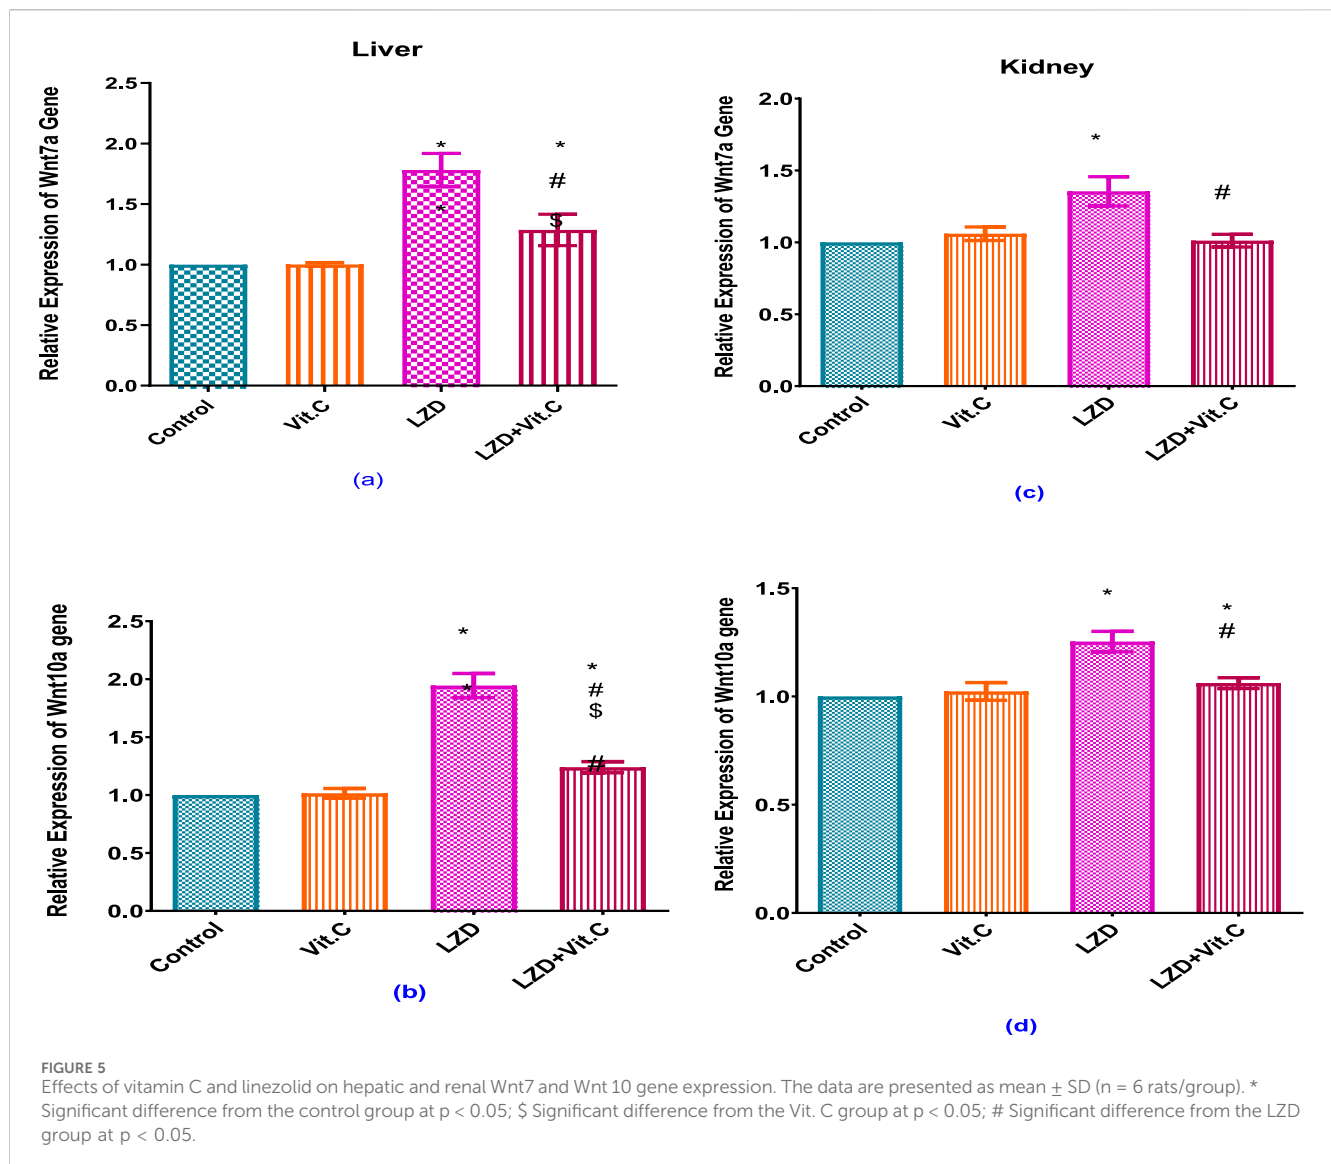 Liver
Relative Expression of Wnt7a Gene
2.5
2.0
1.5
1.0
0.5
0.0
*
*
*
#
$
Control
Vit.C
LZD
LZD+Vit.C
(a)
Kidney
Relative Expression of Wnt7a Gene
2.0
1.5
1.0
0.5
0.0
*
#
Control
Vit.C
LZD
LZD+Vit.C
(c)
Relative Expression of Wnt10a gene
2.5
2.0
1.5
1.0
0.5
0.0
*
*
*
#
$
#
Control
Vit.C
LZD
LZD+Vit.C
(b)
Relative Expression of Wnt10a gene
1.5
1.0
0.5
0.0
*
*
#
Control
Vit.C
LZD
LZD+Vit.C
(d)
FIGURE 5
Effects of vitamin C and linezolid on hepatic and renal Wnt7 and Wnt 10 gene expression. The data are presented as mean ± SD (n = 6 rats/group). *
Significant difference from the control group at p < 0.05; $ Significant difference from the Vit. C group at p < 0.05; # Significant difference from the LZD
group at p < 0.05.